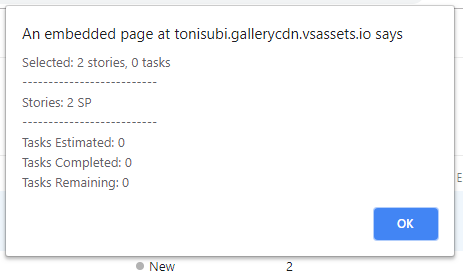 An embedded page at tonisubi.gallerycdn.vsassets.io says
Selected: 2 stories, 0 tasks
--------------------------
Stories: 2 SP
--------------------------
Tasks Estimated: 0
Tasks Completed: 0
Tasks Remaining: 0
E
OK
New 2